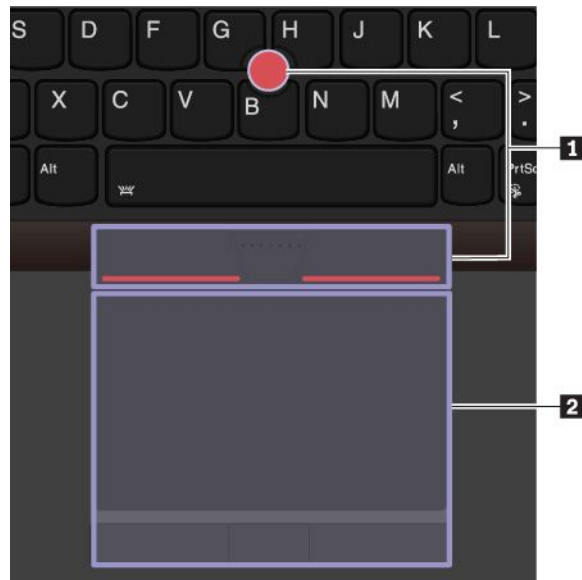 S D F G H J K L
X C V B N M < , > .
1
Alt Alt PrtSc
2